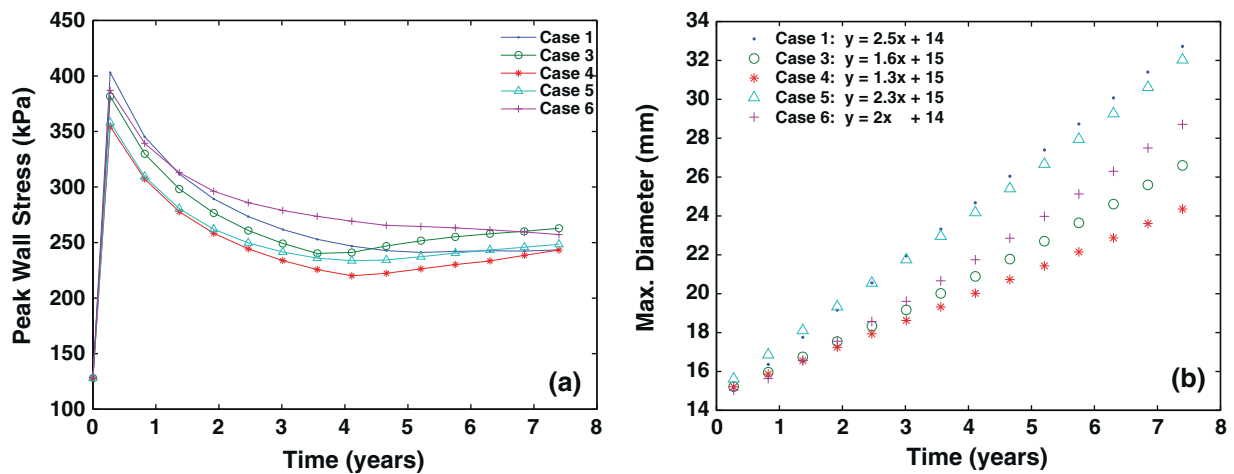 Peak Wall Stress (kPa)
450
400
350
300
250
200
150
100
0 1 2 3 4 5 6 7 8
Time (years)
Case 1
Case 3
Case 4
Case 5
Case 6
(a)
Max. Diameter (mm)
34
32
30
28
26
24
22
20
18
16
14
0 1 2 3 4 5 6 7 8
Time (years)
Case 1: y = 2.5x + 14
Case 3: y = 1.6x + 15
Case 4: y = 1.3x + 15
Case 5: y = 2.3x + 15
Case 6: y = 2x + 14
(b)